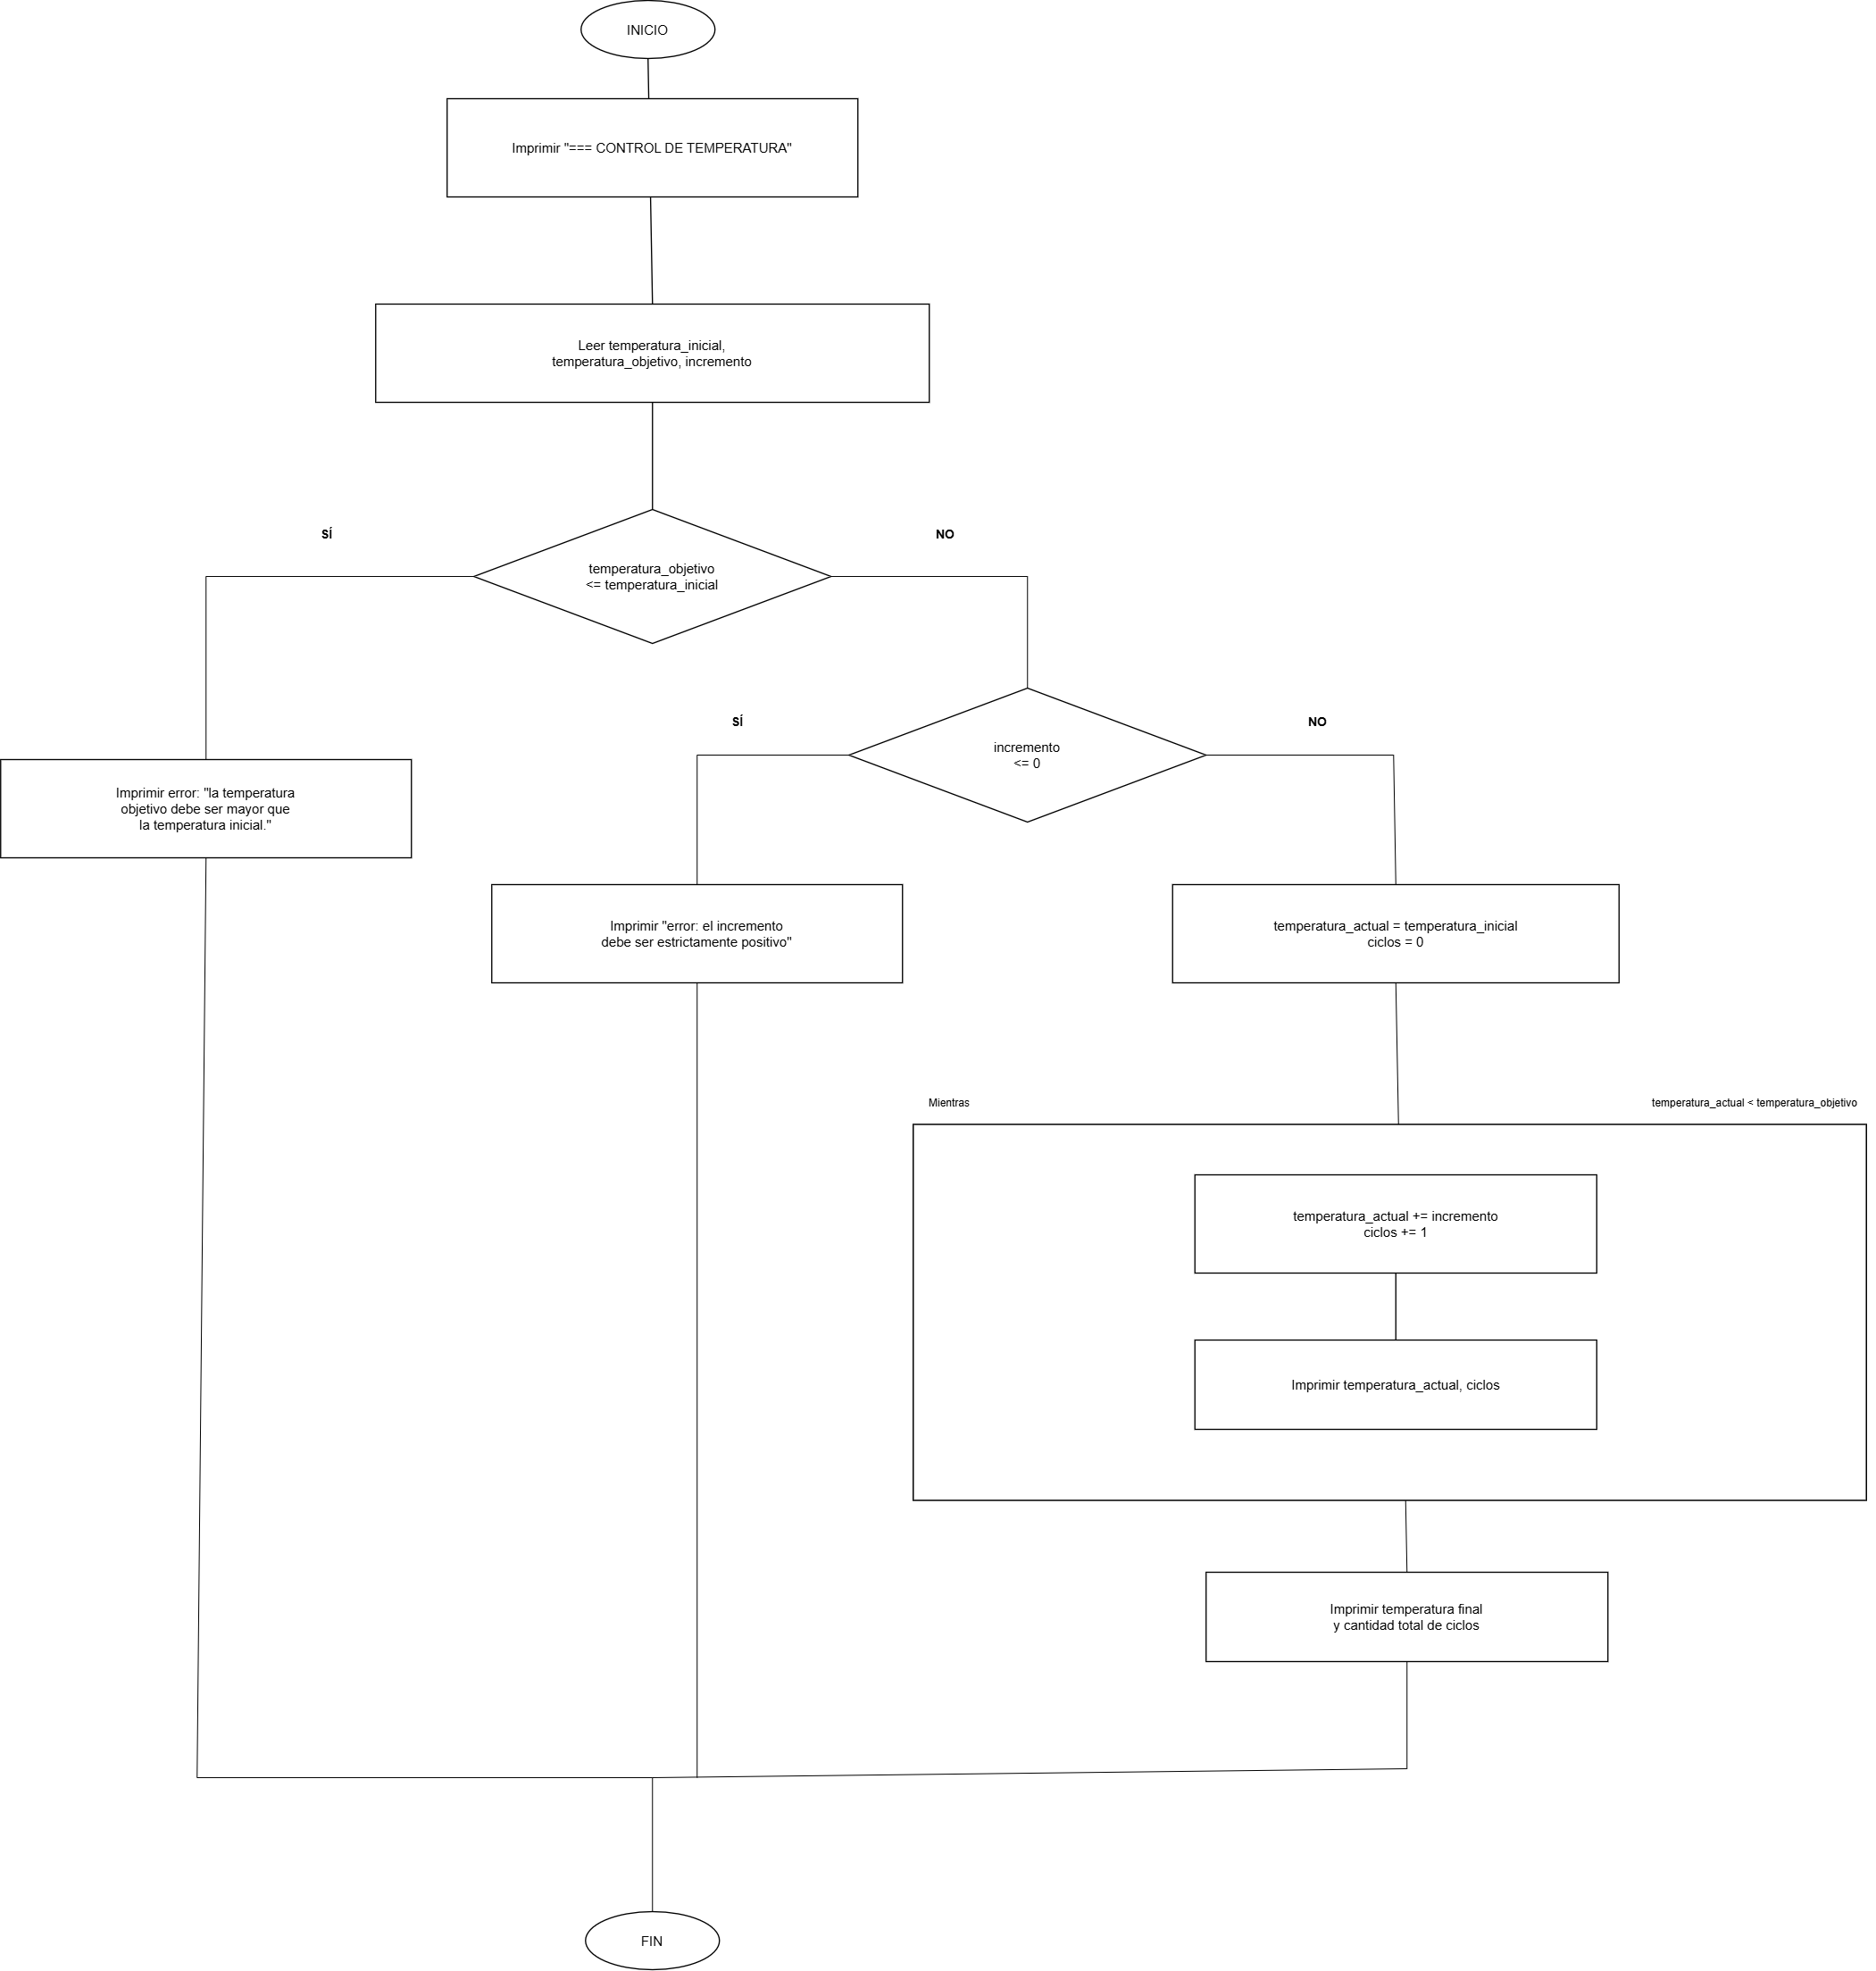 INICIO
Imprimir "=== CONTROL DE TEMPERATURA"
Leer temperatura_inicial,
temperatura_objetivo, incremento
SÍ
NO
temperatura_objetivo
<= temperatura_inicial
SÍ
NO
incremento
<= 0
Imprimir error: "la temperatura
objetivo debe ser mayor que
la temperatura inicial."
Imprimir "error: el incremento
debe ser estrictamente positivo"
temperatura_actual = temperatura_inicial
ciclos = 0
Mientras
temperatura_actual < temperatura_objetivo
temperatura_actual += incremento
ciclos += 1
Imprimir temperatura_actual, ciclos
Imprimir temperatura final
y cantidad total de ciclos
FIN